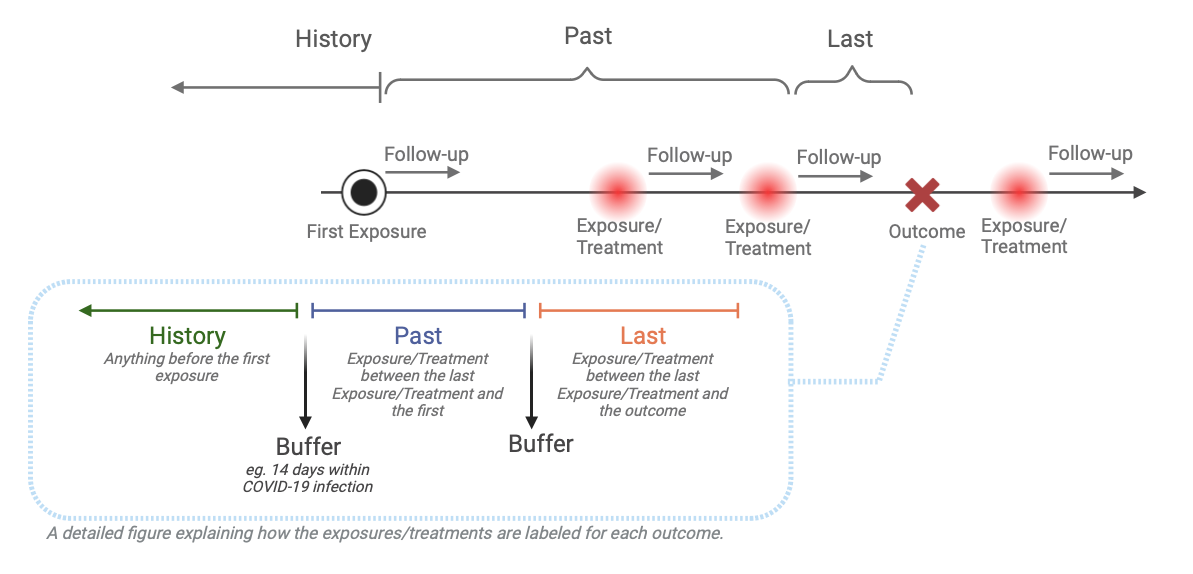 History
Past
Last
Follow-up
Follow-up
Follow-up
Follow-up
First Exposure
Exposure/
Treatment
Exposure/
Treatment
Outcome
Exposure/
Treatment
History
Anything before the first
exposure
Past
Exposure/Treatment
between the last
Exposure/Treatment and
the first
Last
Exposure/Treatment
between the last
Exposure/Treatment and
the outcome
Buffer
eg. 14 days within
COVID-19 infection
Buffer
A detailed figure explaining how the exposures/treatments are labeled for each outcome.